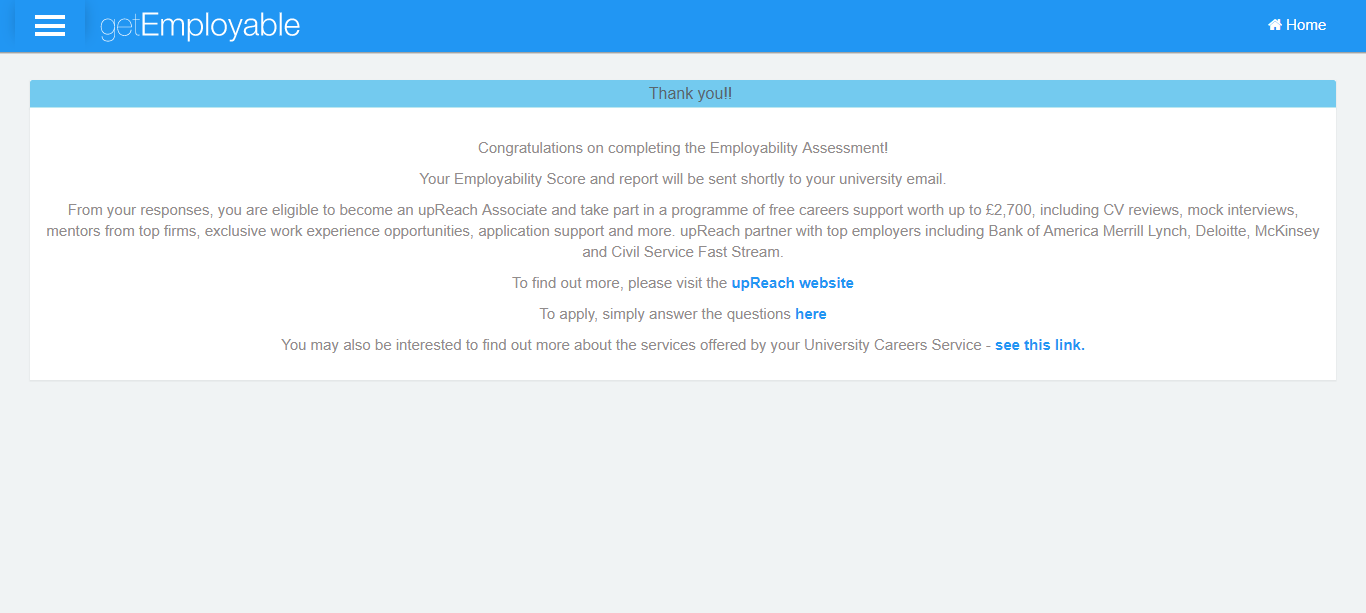 getEmployable
Home
Thank you!!
Congratulations on completing the Employability Assessment!
Your Employability Score and report will be sent shortly to your university email.
From your responses, you are eligible to become an upReach Associate and take part in a programme of free careers support worth up to £2,700, including CV reviews, mock interviews,
mentors from top firms, exclusive work experience opportunities, application support and more. upReach partner with top employers including Bank of America Merrill Lynch, Deloitte, McKinsey
and Civil Service Fast Stream.
To find out more, please visit the upReach website
To apply, simply answer the questions here
You may also be interested to find out more about the services offered by your University Careers Service - see this link.